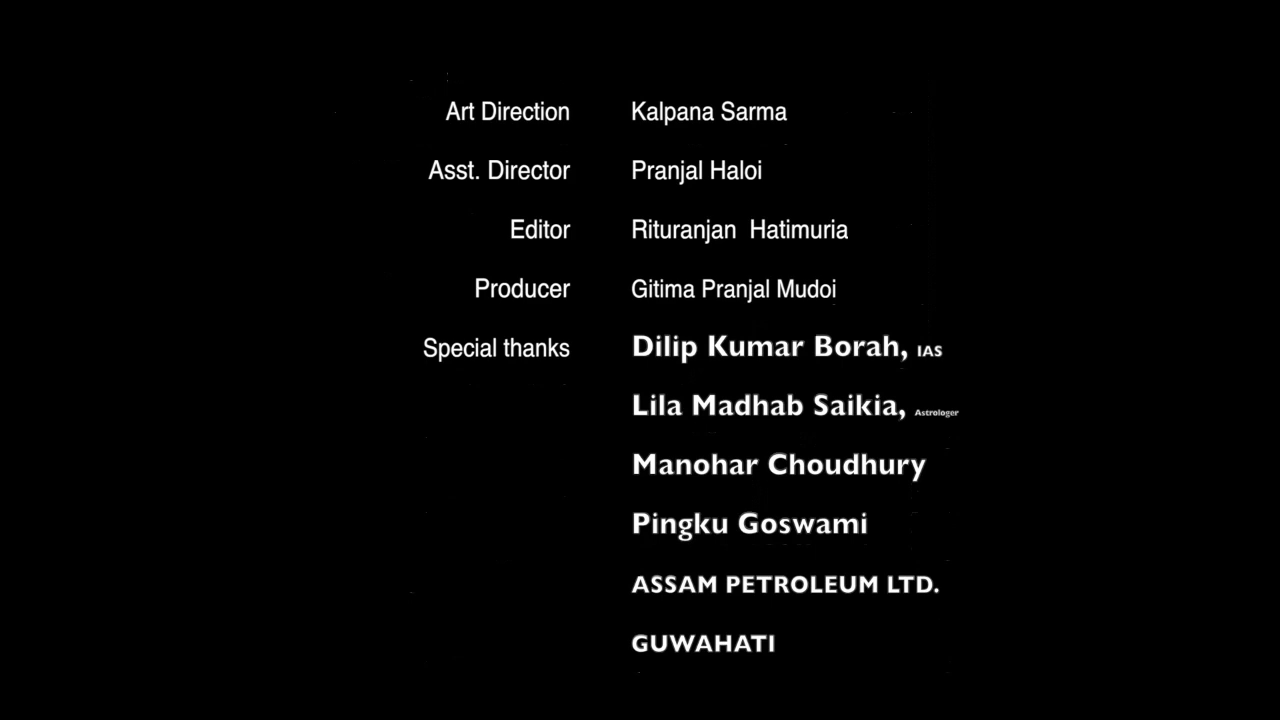 Art Direction Kalpana Sarma
Asst. Director Pranjal Haloi
Editor Rituranjan Hatimuria
Producer Gitima Pranjal Mudoi
Special thanks Dilip Kumar Borah, IAS
Lila Madhab Saikia, Astrologer
Manohar Choudhury
Pingku Goswami
ASSAM PETROLEUM LTD.
GUWAHATI